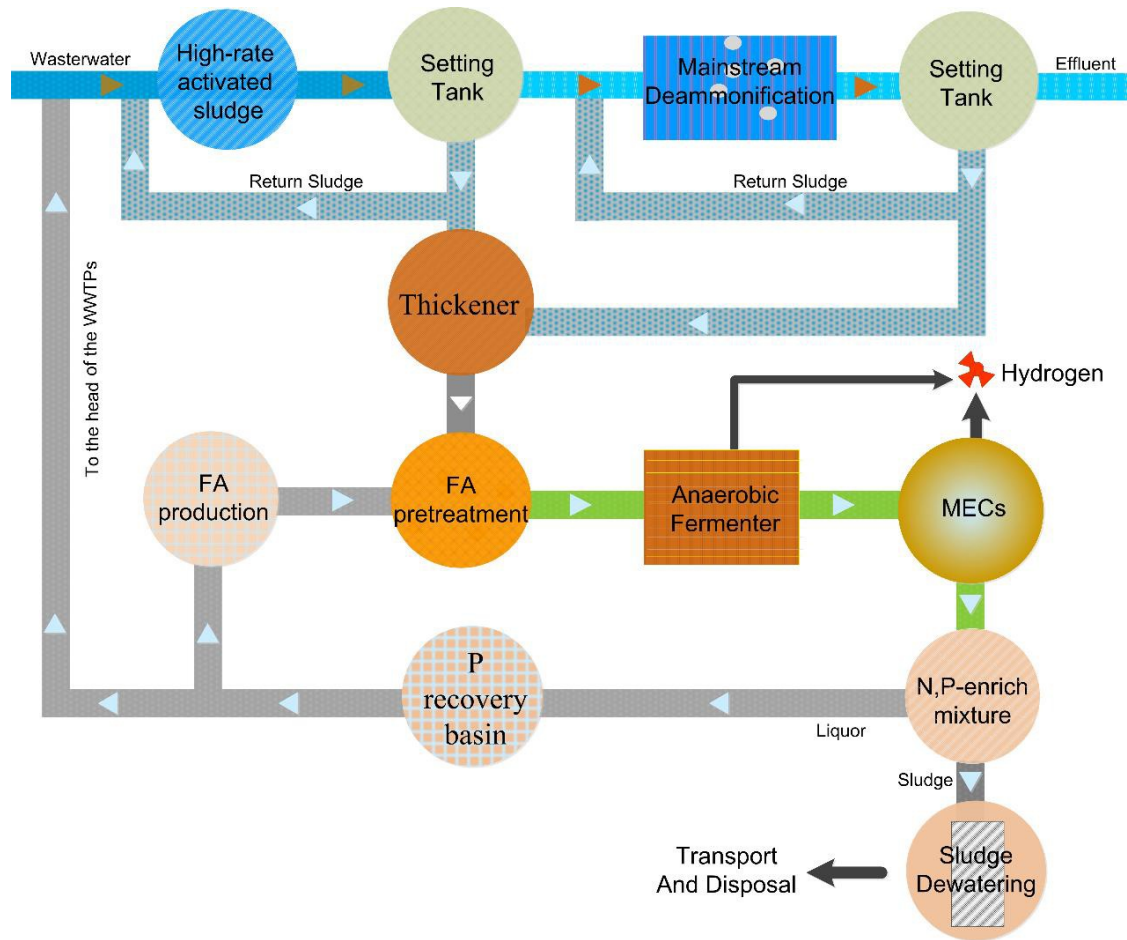 Wasterwater
High-rate
activated
sludge
Setting
Tank
Mainstream
Deammonification
Setting
Tank
Effluent
Return Sludge
Return Sludge
To the head of the WWTPs
Thickener
Hydrogen
FA
production
FA
pretreatment
Anaerobic
Fermenter
MECs
P
recovery
basin
N,P-enrich
mixture
Liquor
Sludge
Transport
And Disposal
Sludge
Dewatering